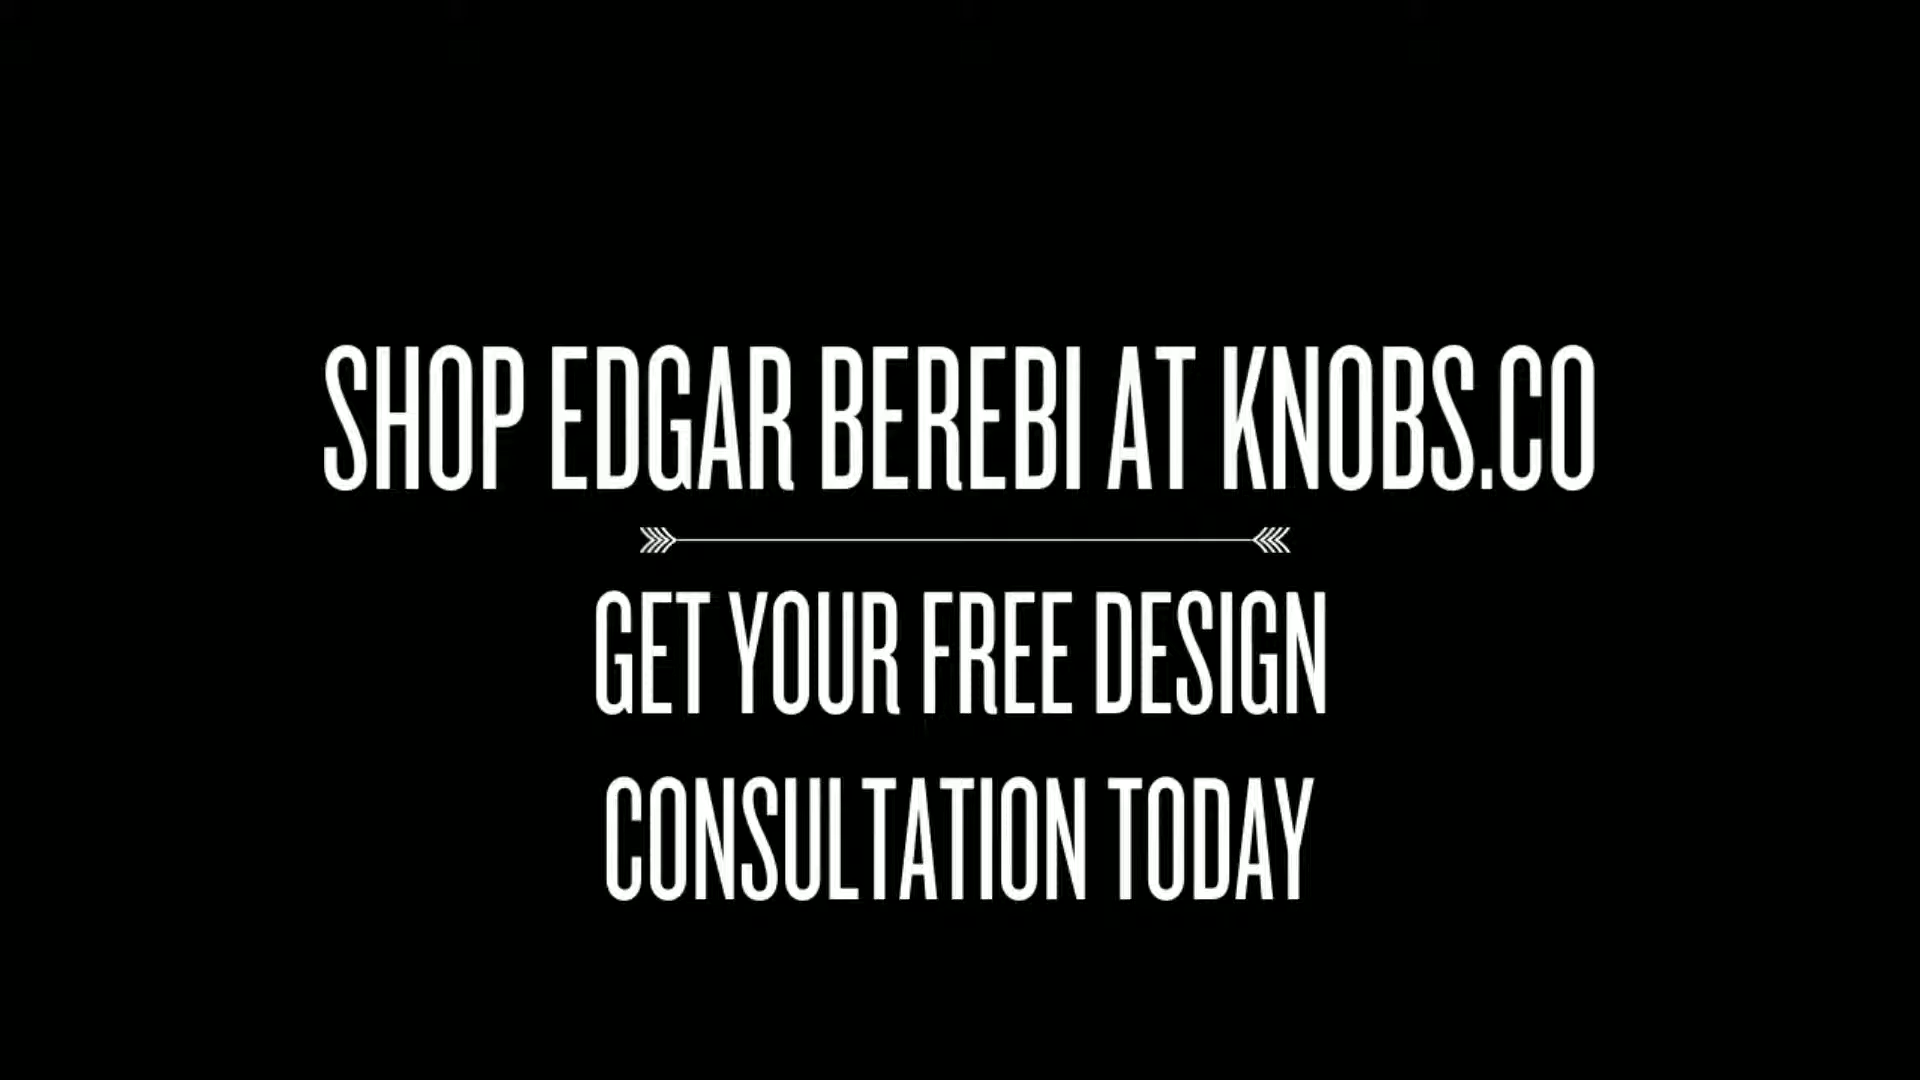 SHOP EDGAR BEREBI AT KNOBS.CO
GET YOUR FREE DESIGN
CONSULTATION TODAY